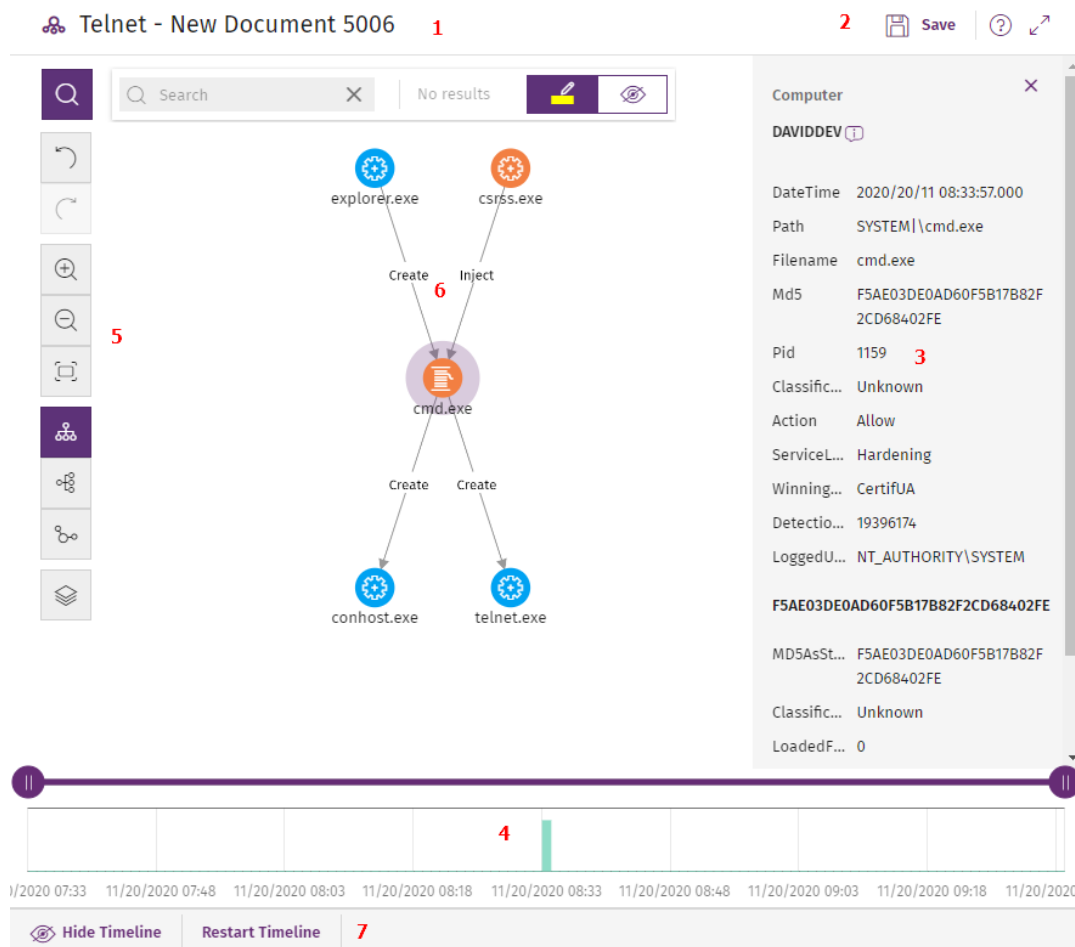 Telnet - New Document 5006 1
2 Save
Search No results
Computer
DAVIDDEV
explorer.exe csrss.exe
DateTime 2020/20/11 08:33:57.000
Path SYSTEM|\cmd.exe
Filename cmd.exe
Create Inject
6
Md5 F5AE03DE0AD60F5B17B82F
2CD68402FE
5
Pid 1159 3
Classific... Unknown
cmd.exe
Action Allow
ServiceL... Hardening
Create Create
Winning... CertifUA
Detectio... 19396174
LoggedU... NT_AUTHORITY\SYSTEM
F5AE03DE0AD60F5B17B82F2CD68402FE
conhost.exe telnet.exe
MD5AsSt... F5AE03DE0AD60F5B17B82F
2CD68402FE
Classific... Unknown
LoadedF... 0
4
/20/2020 07:33 11/20/2020 07:48 11/20/2020 08:03 11/20/2020 08:18 11/20/2020 08:33 11/20/2020 08:48 11/20/2020 09:03 11/20/2020 09:18 11/20/2020
Hide Timeline Restart Timeline 7